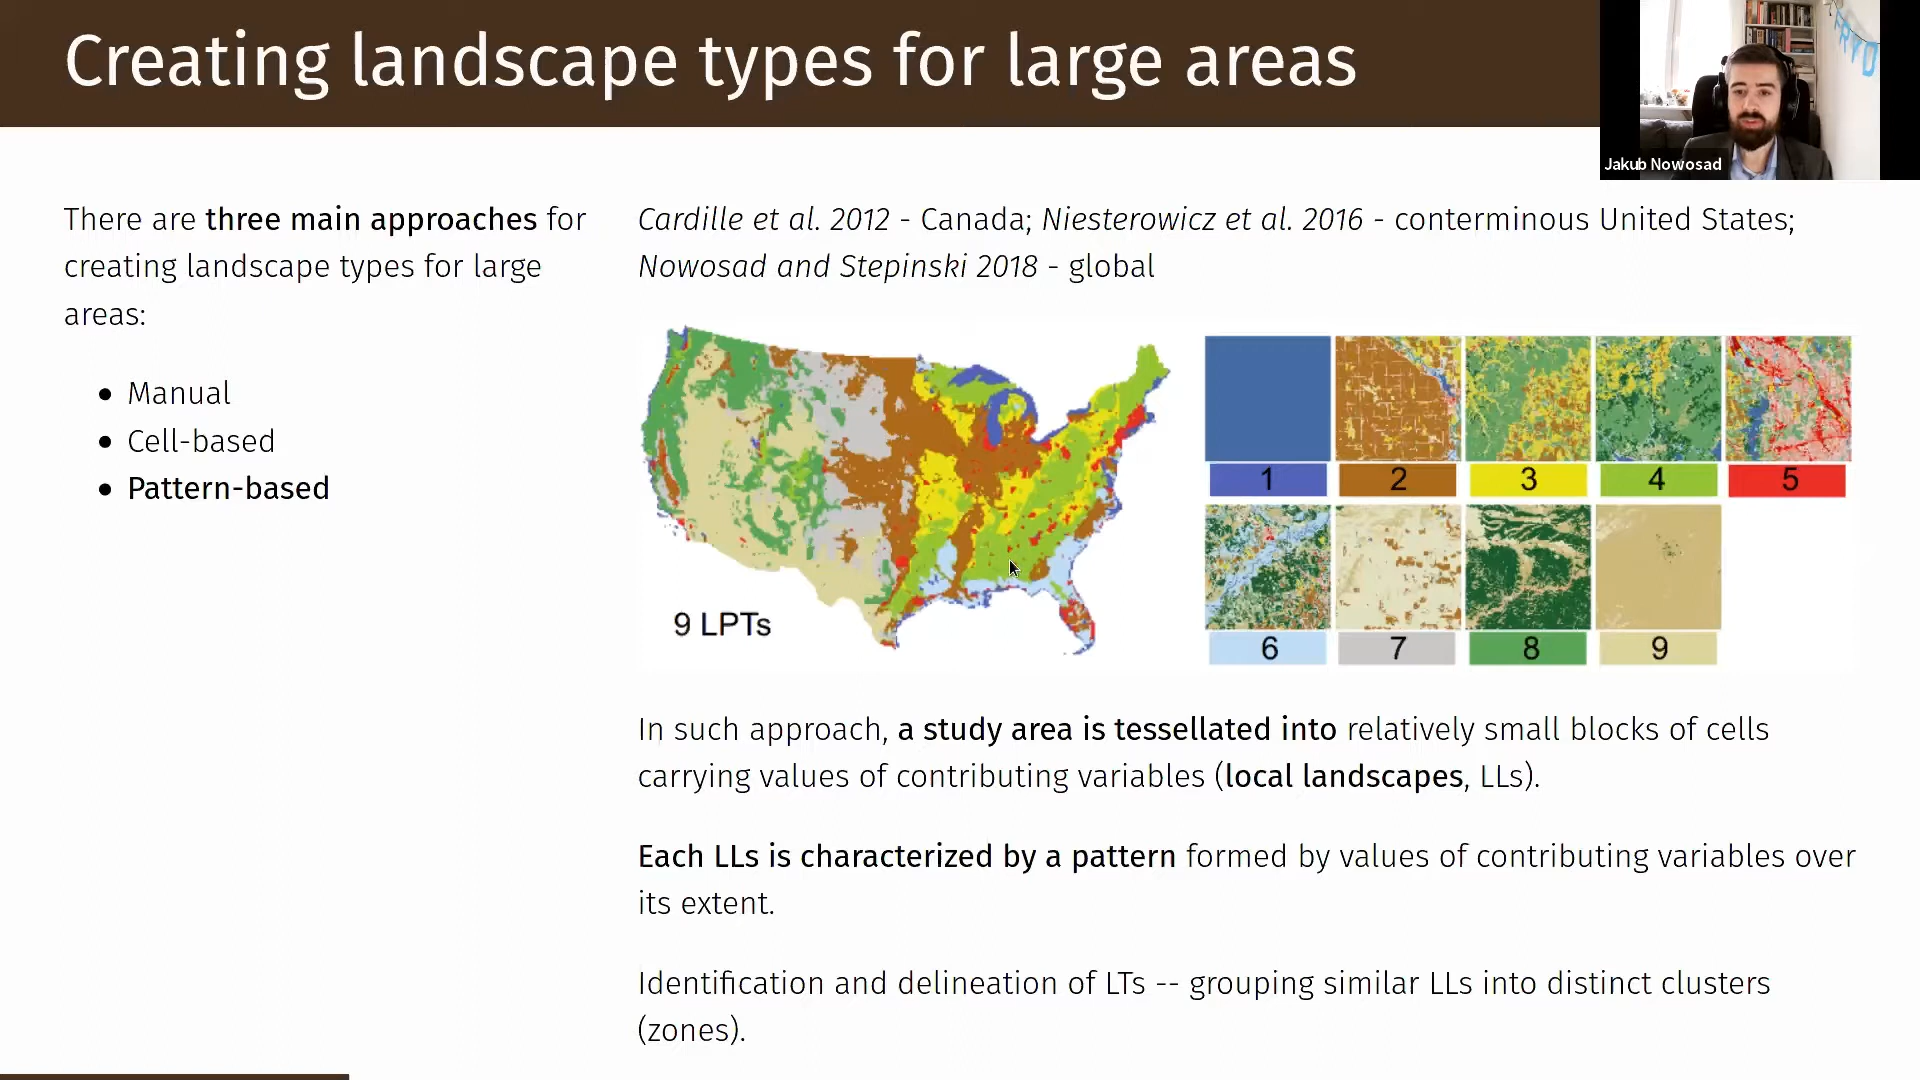 Creating landscape types for large areas
Jakub Nowosad
There are three main approaches for
creating landscape types for large
areas:
Manual
Cell-based
Pattern-based
Cardille et al. 2012 - Canada; Niesterowicz et al. 2016 - conterminous United States;
Nowosad and Stepinski 2018 - global
9 LPTs
1 2 3 4 5
6 7 8 9
In such approach, a study area is tessellated into relatively small blocks of cells
carrying values of contributing variables (local landscapes, LLs).
Each LLs is characterized by a pattern formed by values of contributing variables over
its extent.
Identification and delineation of LTs -- grouping similar LLs into distinct clusters
(zones).